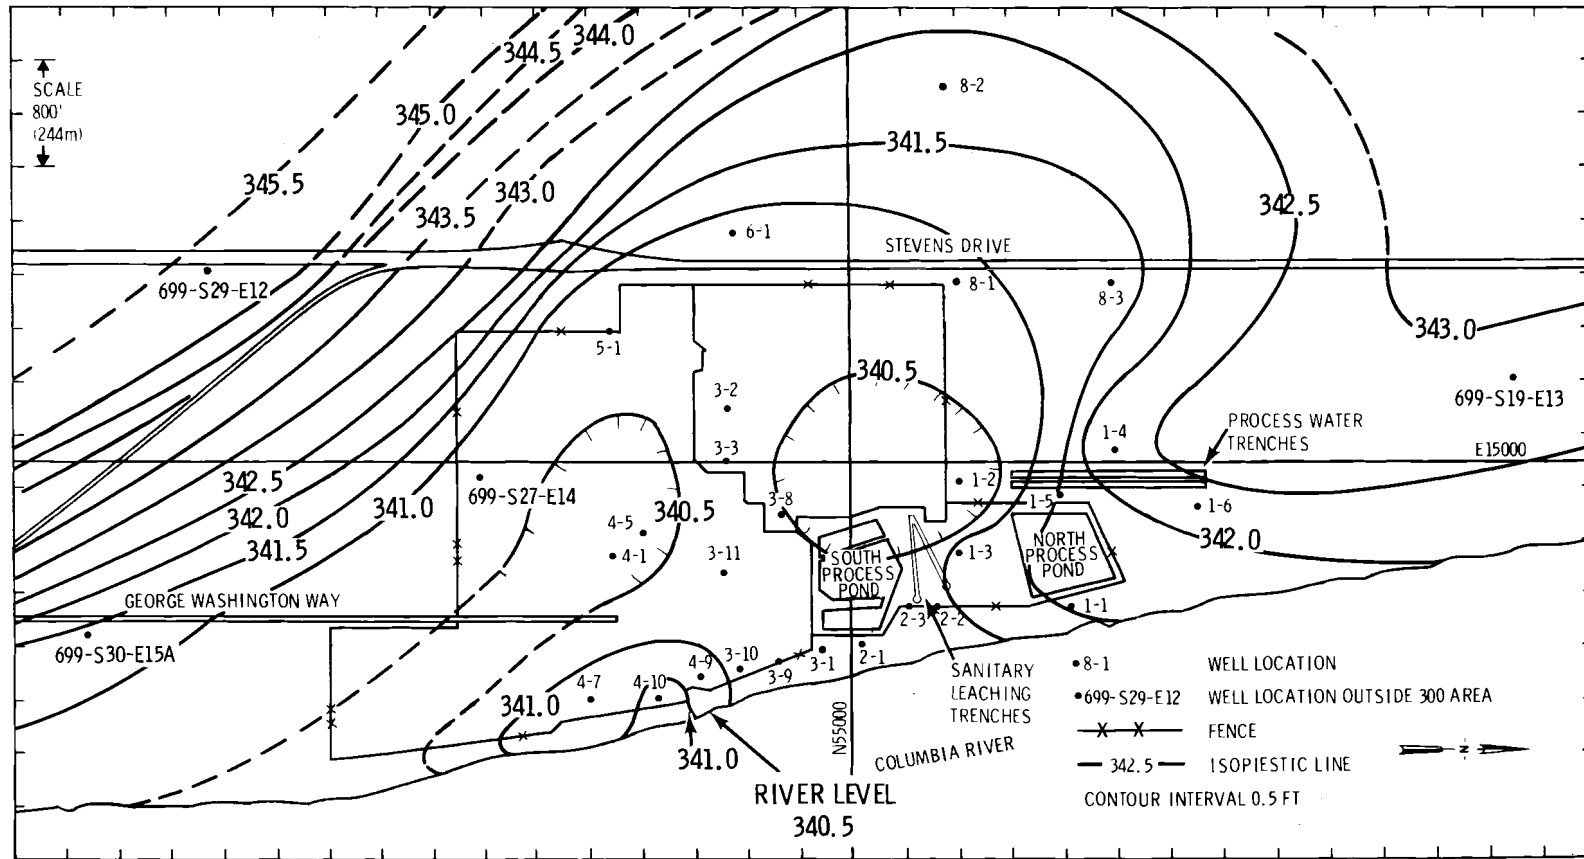 344.0
344.5
SCALE
800'
(244m)
345.0
8-2
341.5
345.5
343.0
343.5
342.5
6-1
STEVENS DRIVE
699-S29-E12
8-1
8-3
343.0
5-1
340.5
3-2
699-S19-E13
PROCESS WATER
TRENCHES
1-4
E15000
3-3
342.5
699-S27-E14
1-2
3-8
1-5
1-6
342.0
341.0
340.5
4-5
341.5
4-1
3-11
SOUTH
PROCESS
POND
1-3
NORTH
PROCESS
POND
342.0
GEORGE WASHINGTON WAY
2-3
2-2
1-1
699-S30-E15A
3-10
4-9
3-9
3-1
2-1
4-7
4-10
341.0
SANITARY
LEACHING
TRENCHES
N55000
COLUMBIA RIVER
341.0
RIVER LEVEL
340.5
8-1 WELL LOCATION
699-S29-E12 WELL LOCATION OUTSIDE 300 AREA
X X FENCE
342.5 ISOPIESTIC LINE
CONTOUR INTERVAL 0.5 FT
N